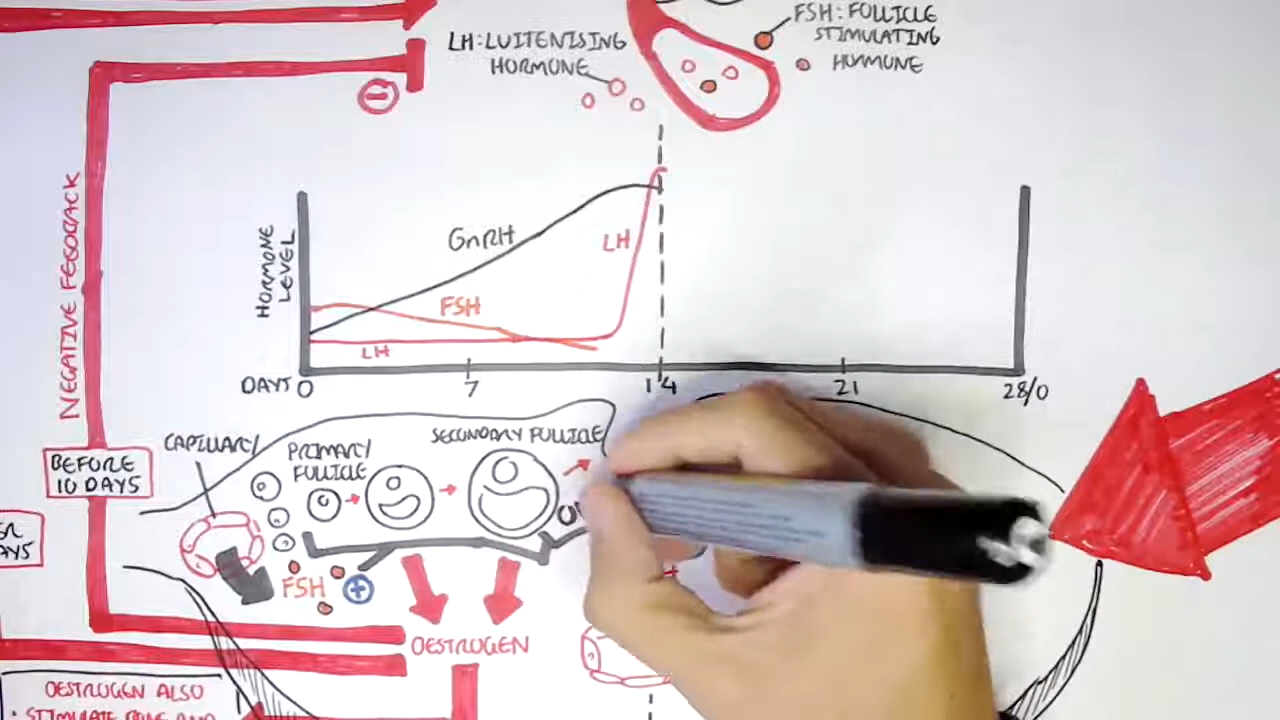 FSH: FOLLICLE
STIMULATING
HORMONE
LH: LUITENISING
HORMONE
NEGATIVE FEEDBACK
HORMONE
LEVEL
GnRH
LH
FSH
LH
DAYS 0 7 14 21 28/0
CAPILLARY
PRIMARY
FOLLICLE
SECONDARY FOLLICLE
BEFORE
10 DAYS
FSH
OESTROGEN
OESTROGEN ALSO